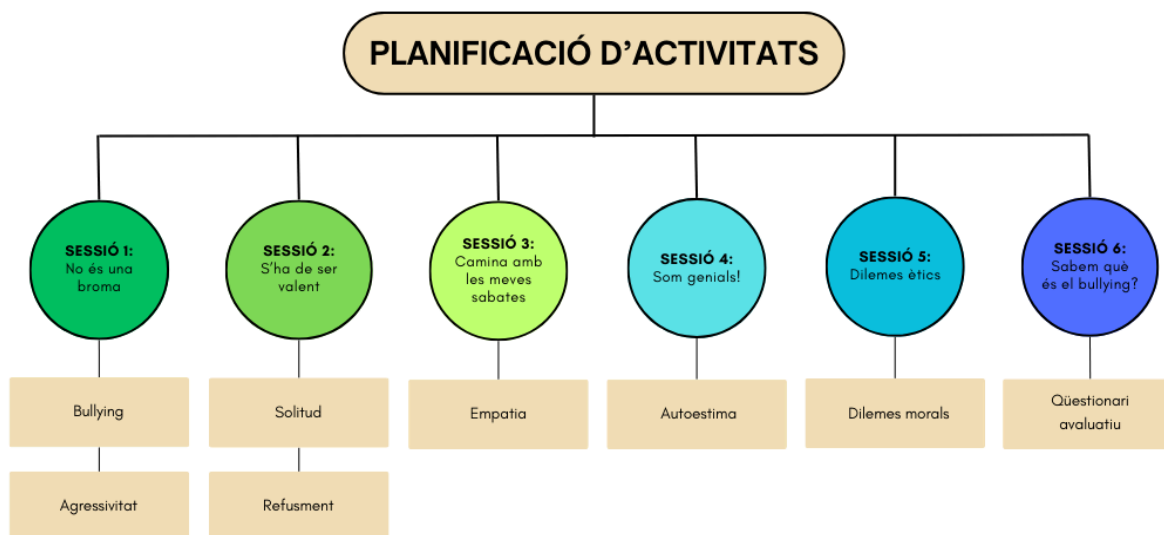 PLANIFICACIÓ D'ACTIVITATS
SESSIÓ 1:
No és una
broma
SESSIÓ 2:
S'ha de ser
valent
SESSIÓ 3:
Camina amb
les meves
sabates
SESSIÓ 4:
Som genials!
SESSIÓ 5:
Dilemes ètics
SESSIÓ 6:
Sabem què
és el bullying?
Bullying
Solitud
Empatia
Autoestima
Dilemes morals
Qüestionari
avaluatiu
Agressivitat
Refusment